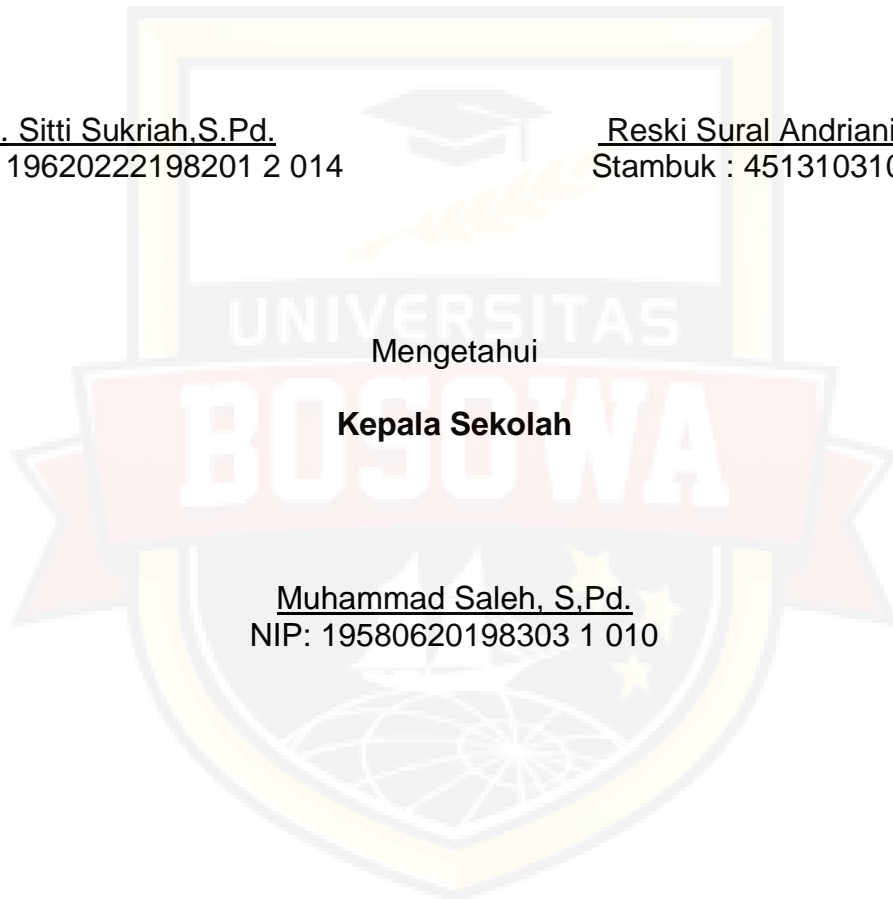 . Sitti Sukriah,S.Pd.
19620222198201 2 014
Reski Sural Andriani
Stambuk : 451310310
UNIVERSITAS
Mengetahui
Kepala Sekolah
BOSOWA
Muhammad Saleh, S,Pd.
NIP: 19580620198303 1 010